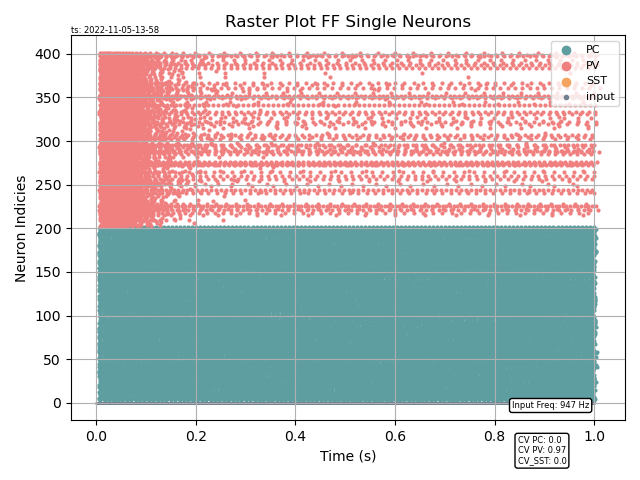 Raster Plot FF Single Neurons
ts: 2022-11-05-13-58
PC
PV
SST
input
Neuron Indicies
400
350
300
250
200
150
100
50
0
Input Freq: 947 Hz
0.0 0.2 0.4 0.6 0.8 1.0
Time (s)
CV PC: 0.0
CV PV: 0.97
CV_SST: 0.0